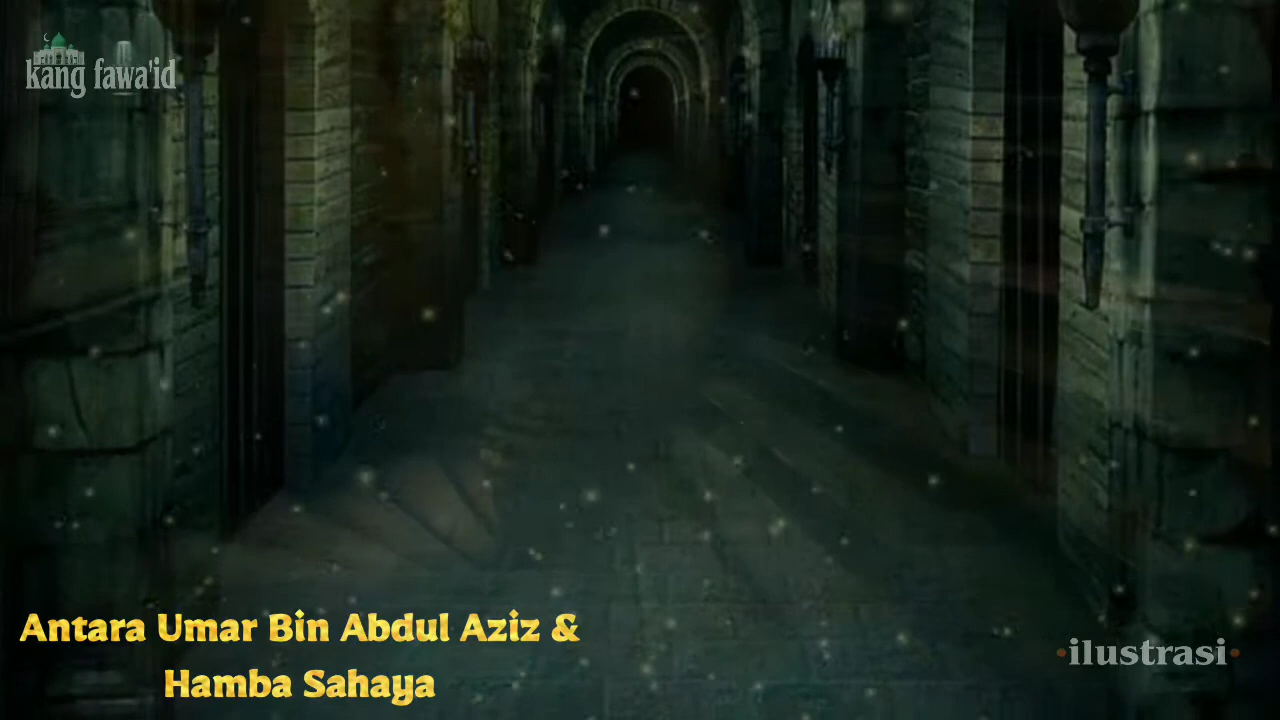 kang fawa'id
Antara Umar Bin Abdul Aziz &
Hamba Sahaya
•ilustrasi•